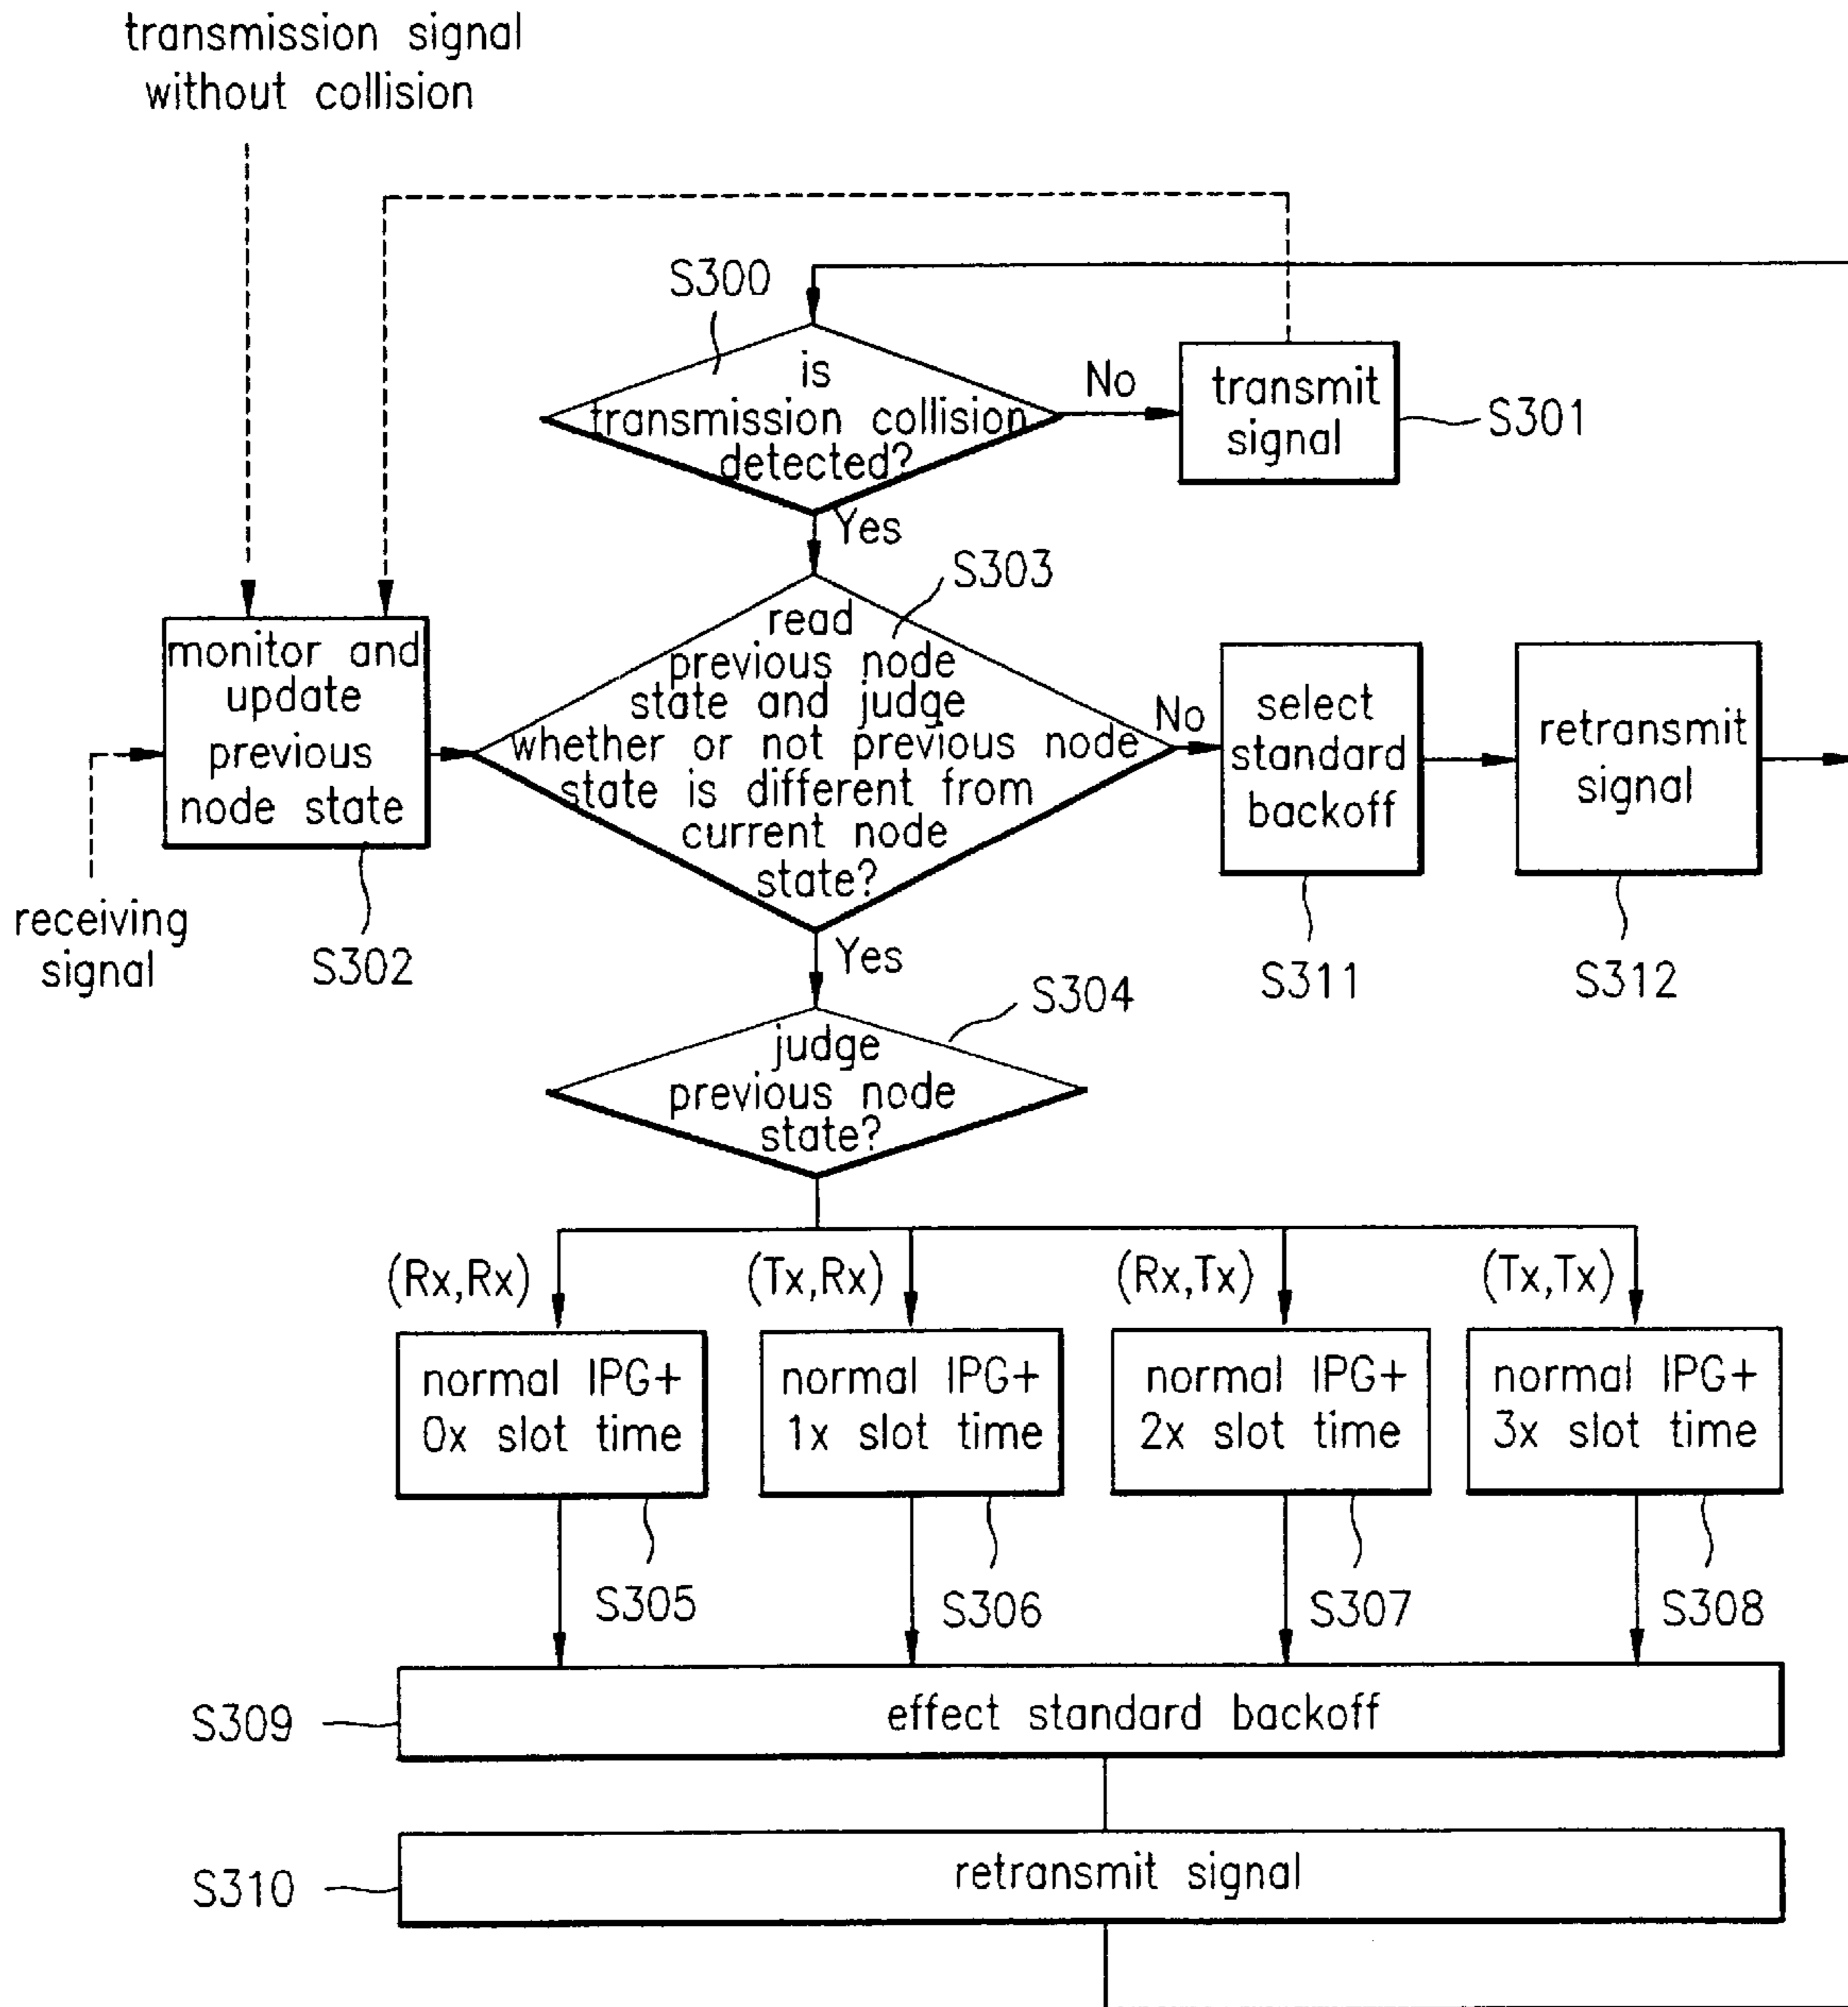 transmission signal
without collision
S300
is
transmission collision
detected?
No
transmit
signal
S301
Yes
S303
monitor and
update
previous
node state
read
previous node
state and judge
whether or not previous node
state is different from
current node
state?
No
select
standard
backoff
retransmit
signal
receiving
signal
S302
Yes
S311
S312
S304
judge
previous node
state?
(Rx,Rx)
(Tx,Rx)
(Rx,Tx)
(Tx,Tx)
normal IPG+
0x slot time
normal IPG+
1x slot time
normal IPG+
2x slot time
normal IPG+
3x slot time
S305
S306
S307
S308
S309
effect standard backoff
S310
retransmit signal